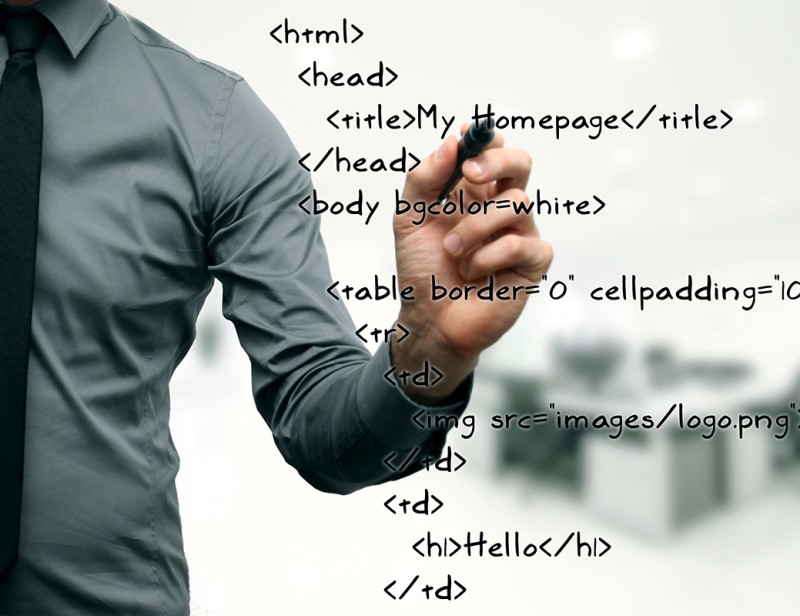 <html>
<head>
<title>My Homepage</title>
</head>
<body bgcolor=white>
<table border="0" cellpadding="10
<tr>
<td>
<img src="images/logo.png">
</td>
<td>
<h1>Hello</h1>
</td>